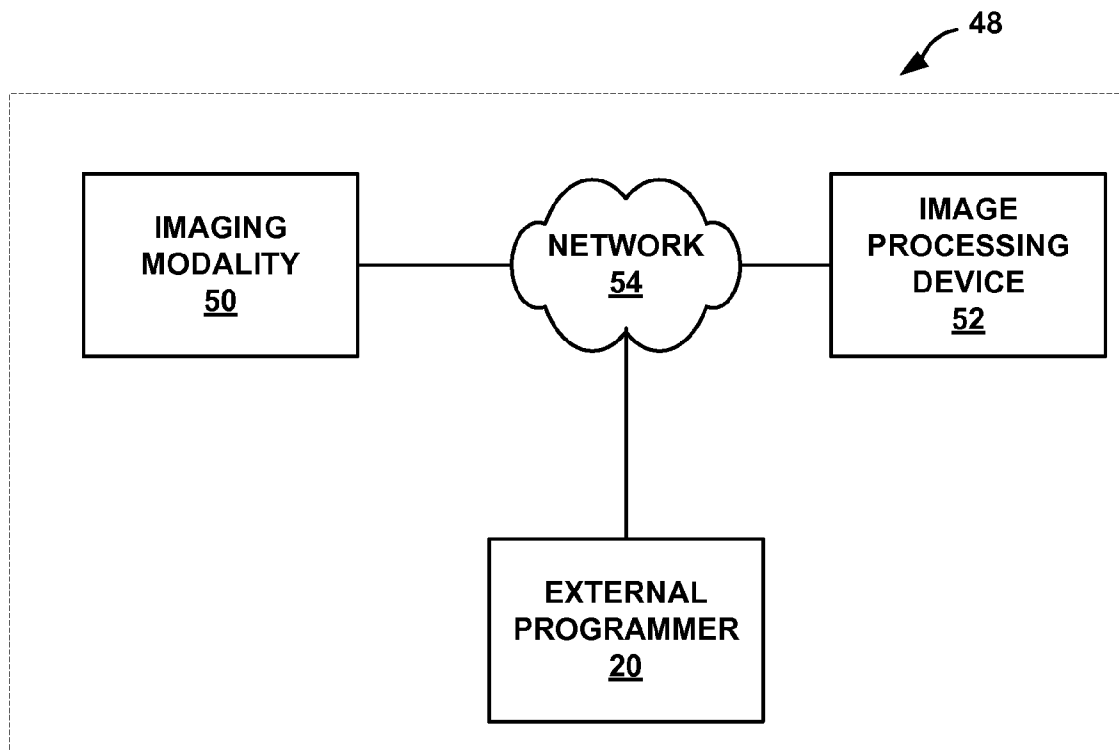 48
IMAGING
MODALITY
50
NETWORK
54
IMAGE
PROCESSING
DEVICE
52
EXTERNAL
PROGRAMMER
20